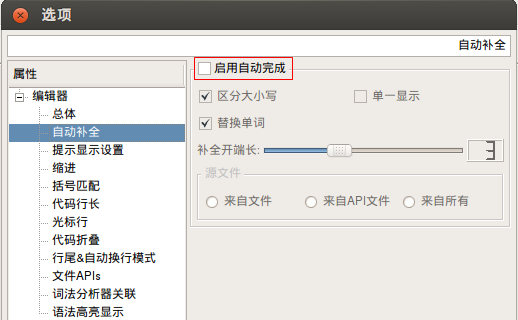 选项
自动补全
属性
编辑器
总体
自动补全
提示显示设置
缩进
括号匹配
代码行长
光标行
代码折叠
行尾&自动换行模式
文件APIs
词法分析器关联
语法高亮显示
启用自动完成
区分大小写
单一显示
替换单词
补全开端长:
3
源文件
来自文件
来自API文件
来自所有